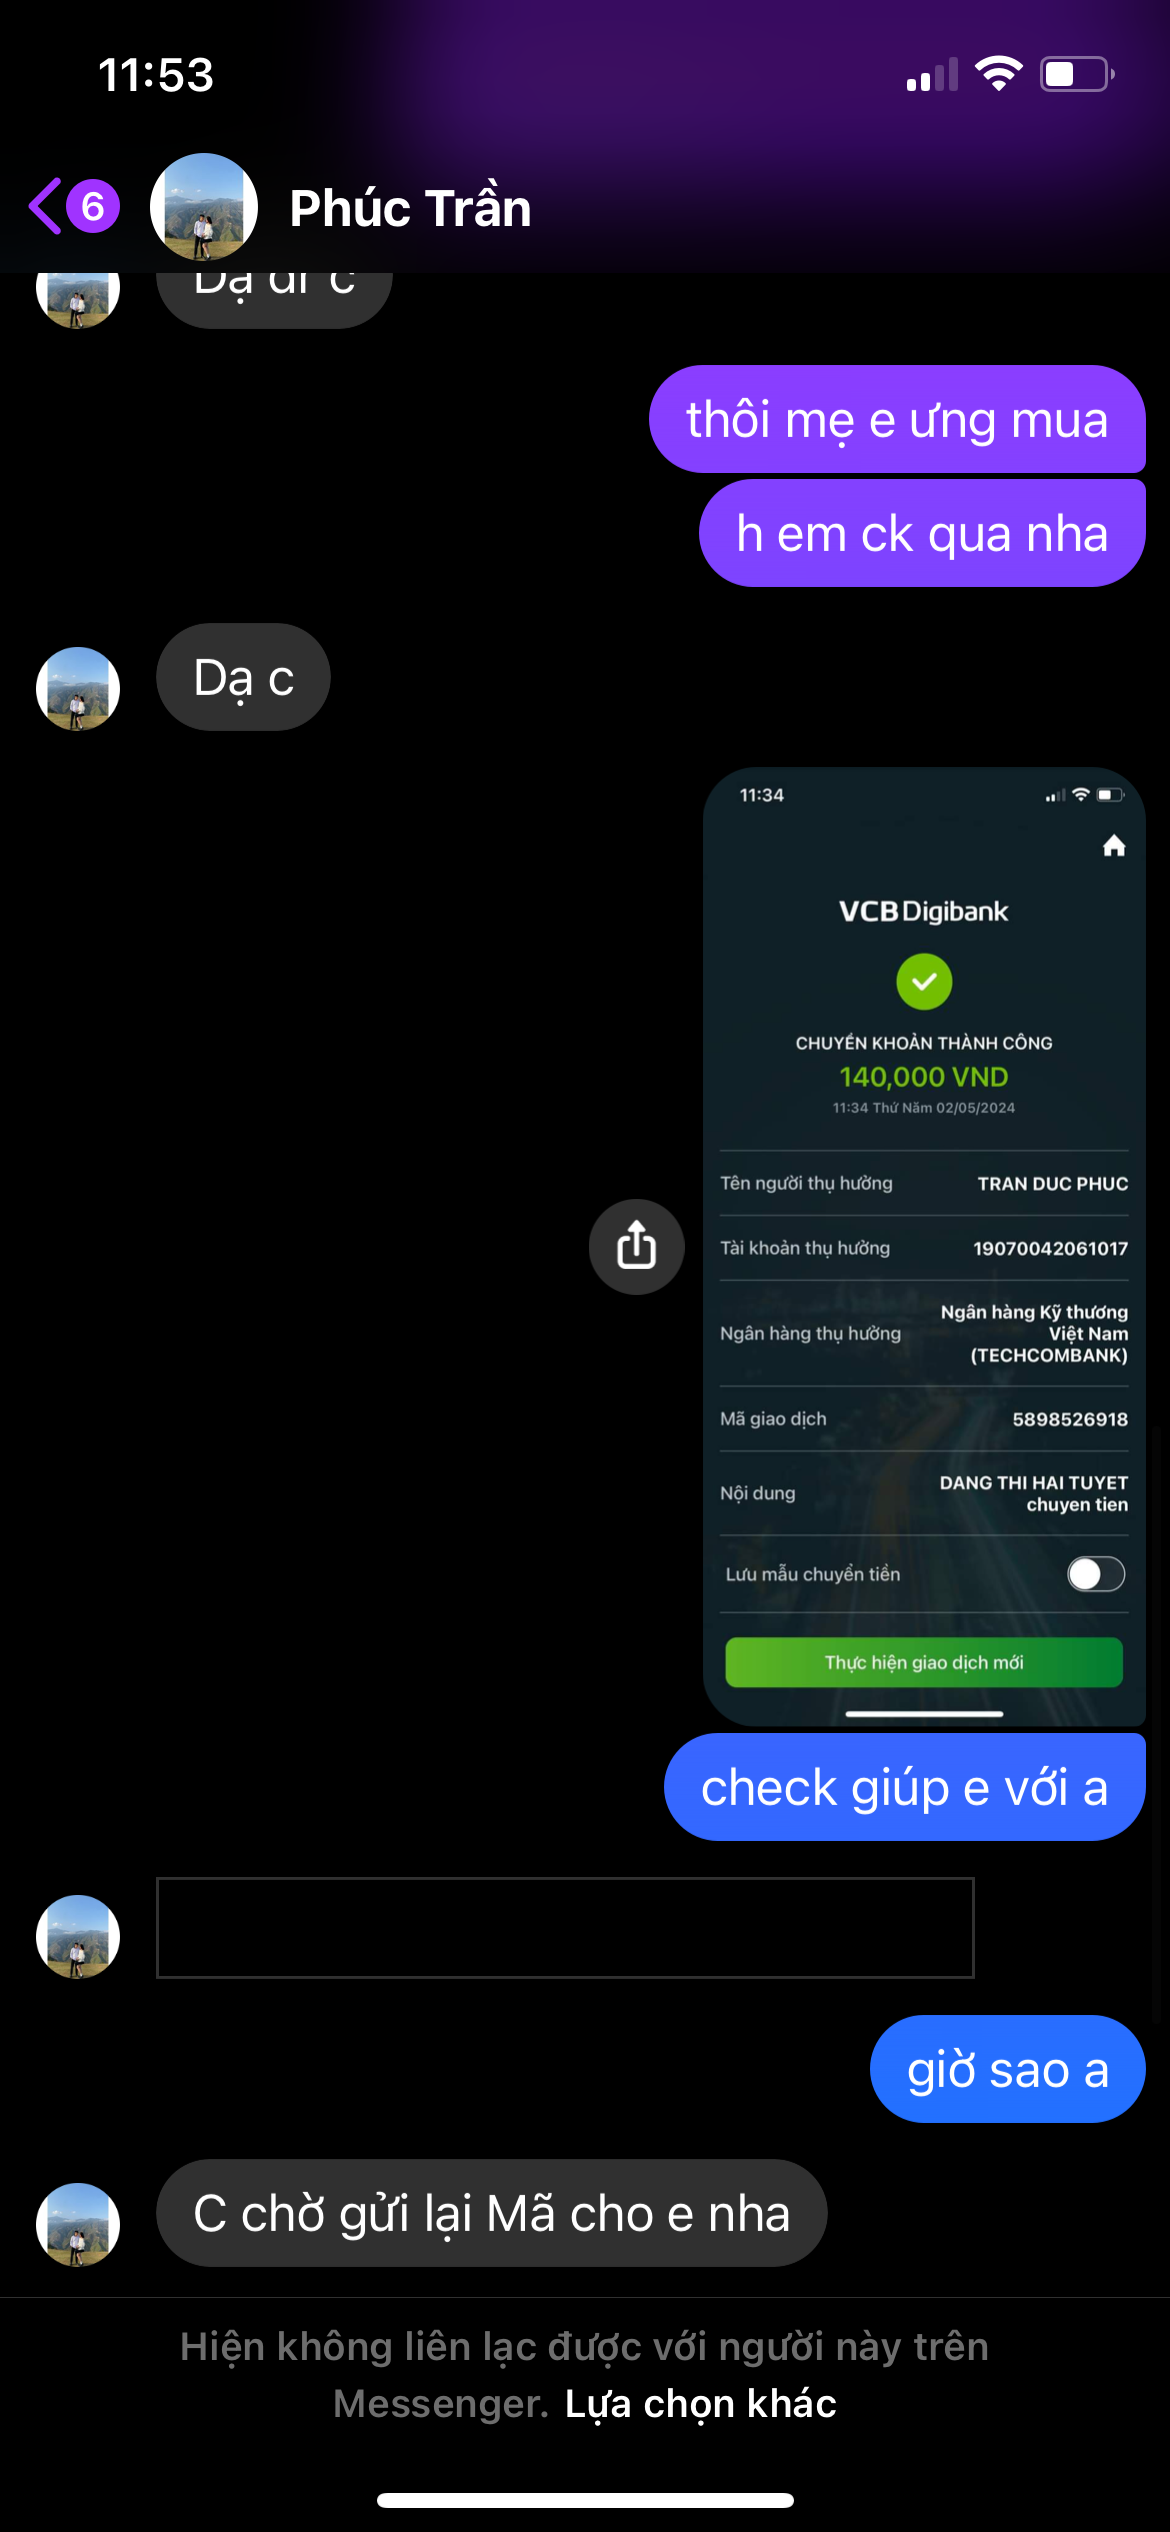 11:53
6
Phúc Trần
thôi mẹ e ưng mua
h em ck qua nha
Dạ c
11:34
VCB Digibank
CHUYỂN KHOẢN THÀNH CÔNG
140,000 VND
11:34 Thứ Năm 02/05/2024
Tên người thụ hưởng TRAN DUC PHUC
Tài khoản thụ hưởng 19070042061017
Ngân hàng thụ hưởng Ngân hàng Kỹ thương
Việt Nam
(TECHCOMBANK)
Mã giao dịch 5898526918
Nội dung DANG THI HAI TUYET
chuyen tien
Lưu mẫu chuyển tiền
Thực hiện giao dịch mới
check giúp e với a
giờ sao a
C chờ gửi lại Mã cho e nha
Hiện không liên lạc được với người này trên
Messenger. Lựa chọn khác